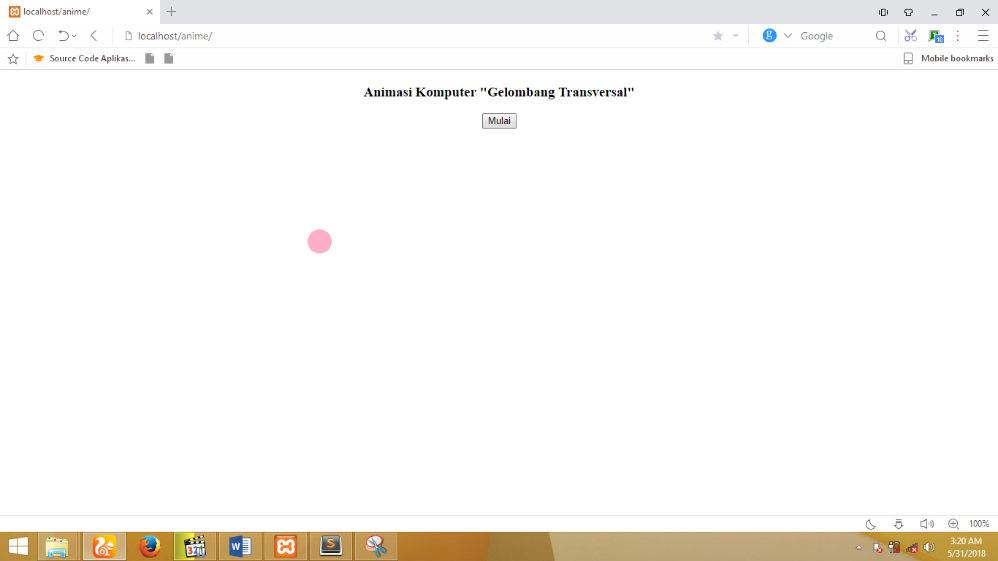 localhost/anime/
localhost/anime/
Google
Source Code Aplikas...
Mobile bookmarks
Animasi Komputer "Gelombang Transversal"
Mulai
100%
3:20 AM
5/31/2018